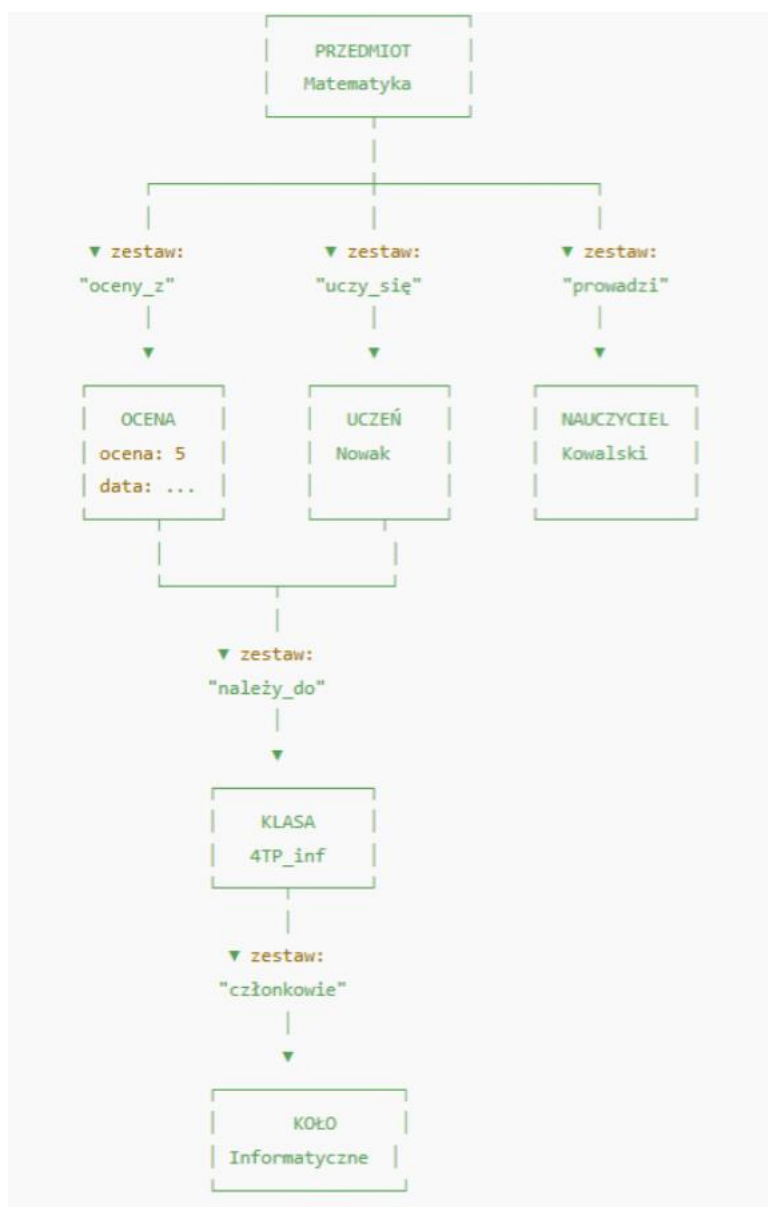 PRZEDMIOT
Matematyka
▼ zestaw: ▼ zestaw: ▼ zestaw:
"oceny_z" "uczy_się" "prowadzi"
▼ ▼ ▼
OCENA UCZEŃ NAUCZYCIEL
ocena: 5 Nowak Kowalski
data: ...
▼ zestaw:
"należy_do"
▼
KLASA
4TP_inf
▼ zestaw:
"członkowie"
▼
KOŁO
Informatyczne